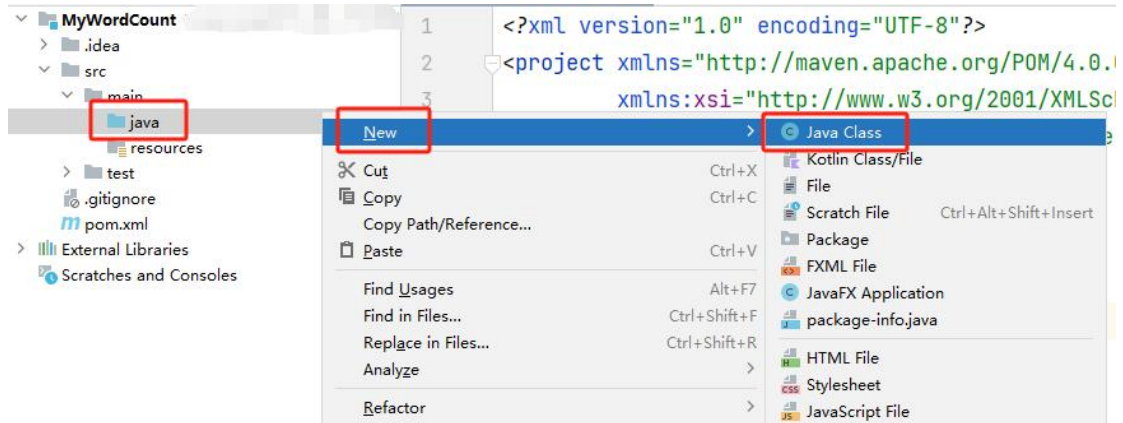 MyWordCount
.idea
src
main
java
resources
test
.gitignore
pom.xml
External Libraries
Scratches and Consoles
1 <?xml version="1.0" encoding="UTF-8"?>
2 <project xmlns="http://maven.apache.org/POM/4.0.
3 xmlns:xsi="http://www.w3.org/2001/XMLSc
New
Cut Ctrl+X
Copy Ctrl+C
Copy Path/Reference...
Paste Ctrl+V
Find Usages Alt+F7
Find in Files... Ctrl+Shift+F
Replace in Files... Ctrl+Shift+R
Analyze
Refactor
Java Class
Kotlin Class/File
File
Scratch File Ctrl+Alt+Shift+Insert
Package
FXML File
JavaFX Application
package-info.java
HTML File
Stylesheet
JavaScript File